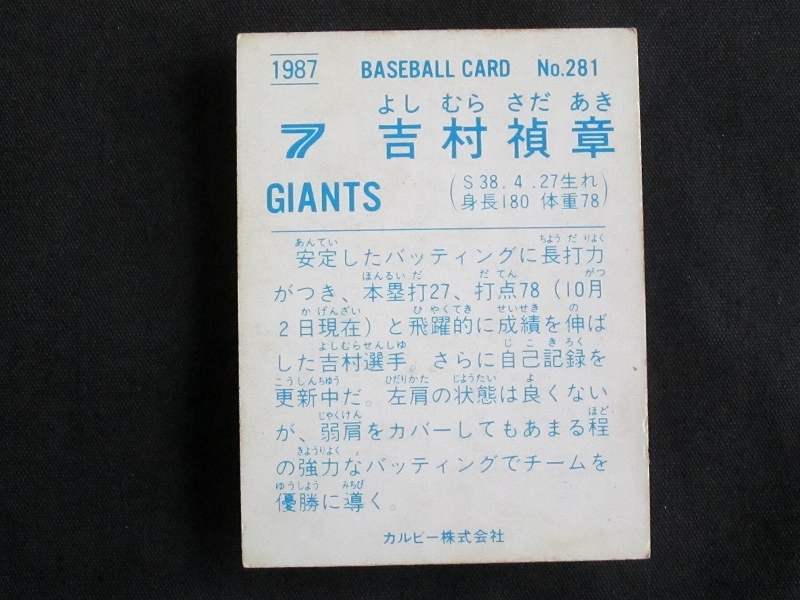 1987 BASEBALL CARD No.281
よし むら さだ あき
7 吉村禎章
GIANTS
(S38.4.27生れ
身長180 体重78)
あんてい ちょうだりょく
安定したバッティングに長打力
ほんるいだ だてん がつ
がつき、本塁打27、打点78(10月
かげんざい ひやくてき せいせき の
2日現在)と飛躍的に成績を伸ば
よしむらせんしゅ じこきろく
した吉村選手。さらに自己記録を
こうしんちゅう ひだりかた じょうたい よ
更新中だ。左肩の状態は良くない
じゃくけん ほど
が、弱肩をカバーしてもあまる程
きょうりょく
の強力なバッティングでチームを
ゆうしょう みちび
優勝に導く。
カルビー株式会社